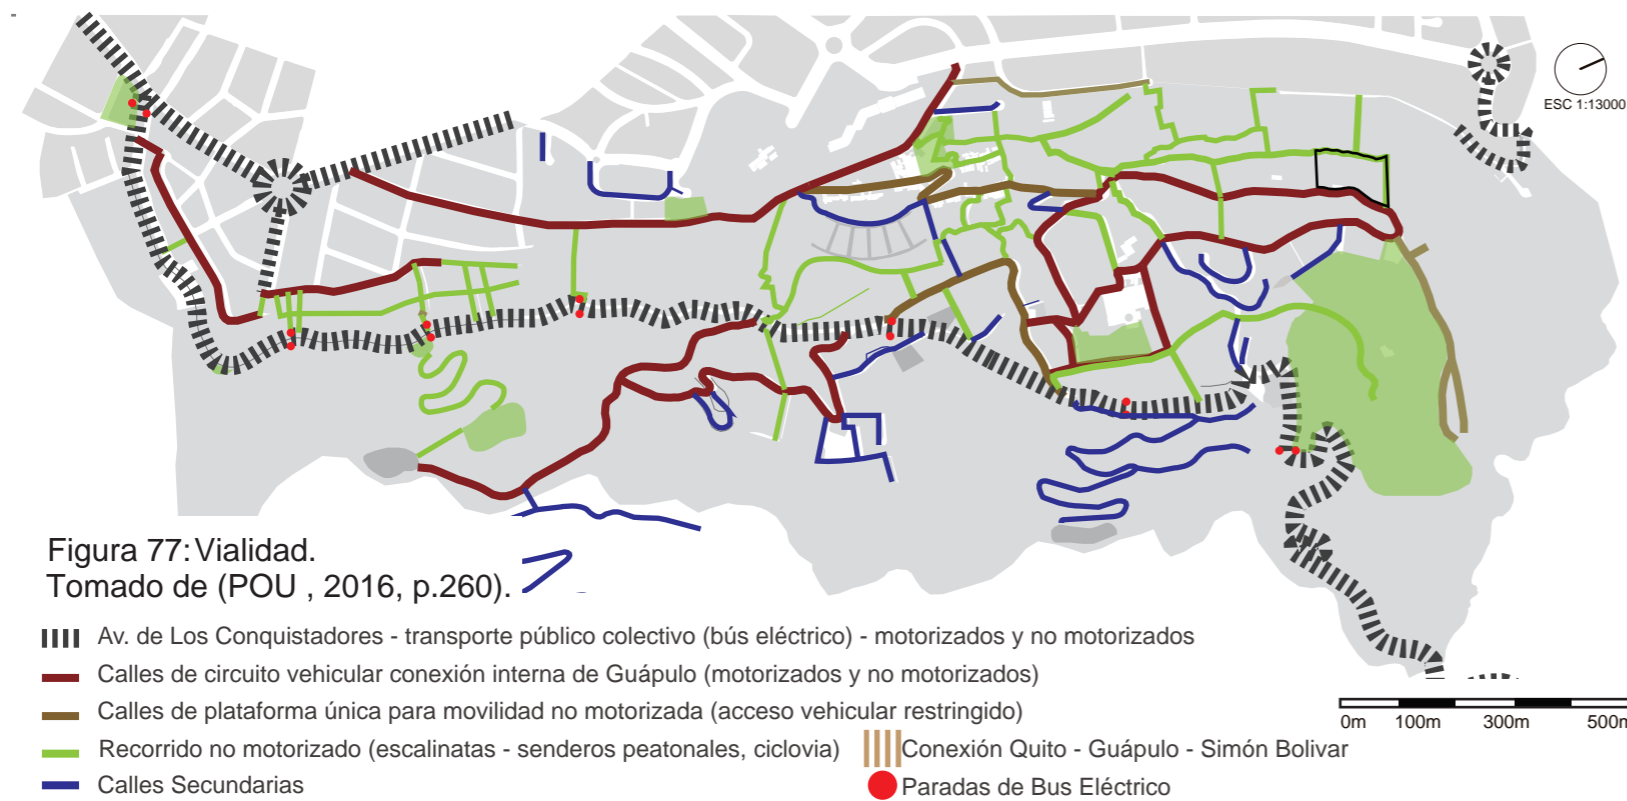 ESC 1:13000
Figura 77: Vialidad.
Tomado de (POU , 2016, p.260).
Av. de Los Conquistadores - transporte público colectivo (bús eléctrico) - motorizados y no motorizados
Calles de circuito vehicular conexión interna de Guápulo (motorizados y no motorizados)
Calles de plataforma única para movilidad no motorizada (acceso vehicular restringido)
Recorrido no motorizado (escalinatas - senderos peatonales, ciclovia)
Conexión Quito - Guápulo - Simón Bolivar
Calles Secundarias
Paradas de Bus Eléctrico
0m 100m 300m 500m